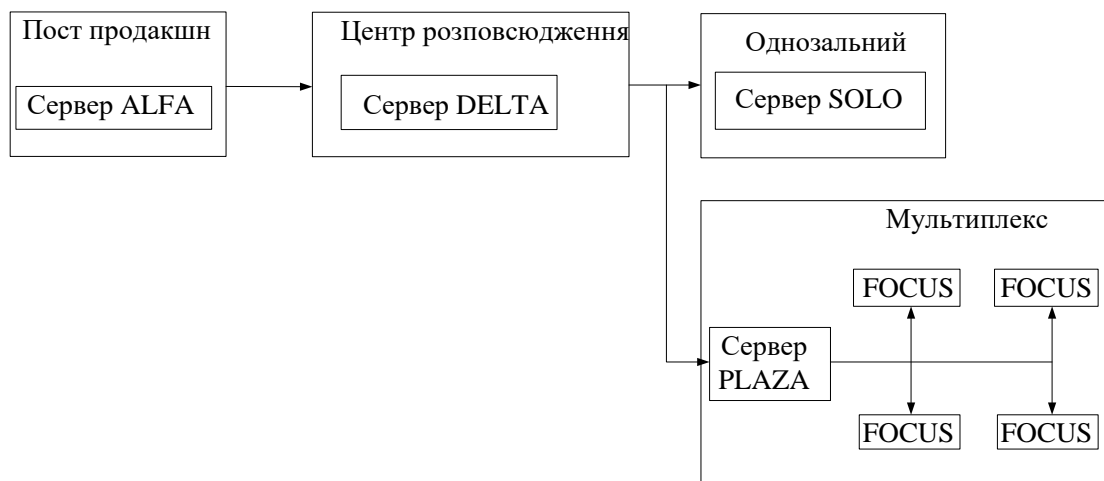 Пост продакшн
Сервер ALFA
Центр розповсюдження
Сервер DELTA
Однозальний
Сервер SOLO
Мультиплекс
FOCUS
FOCUS
Сервер
PLAZA
FOCUS
FOCUS